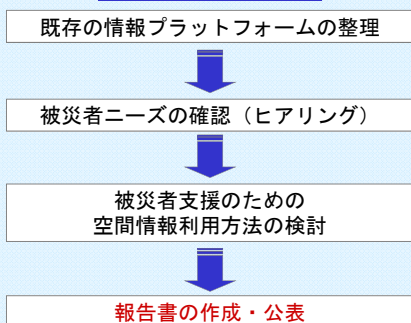 既存の情報プラットフォームの整理
被災者ニーズの確認（ヒアリング）
被災者支援のための
空間情報利用方法の検討
報告書の作成・公表